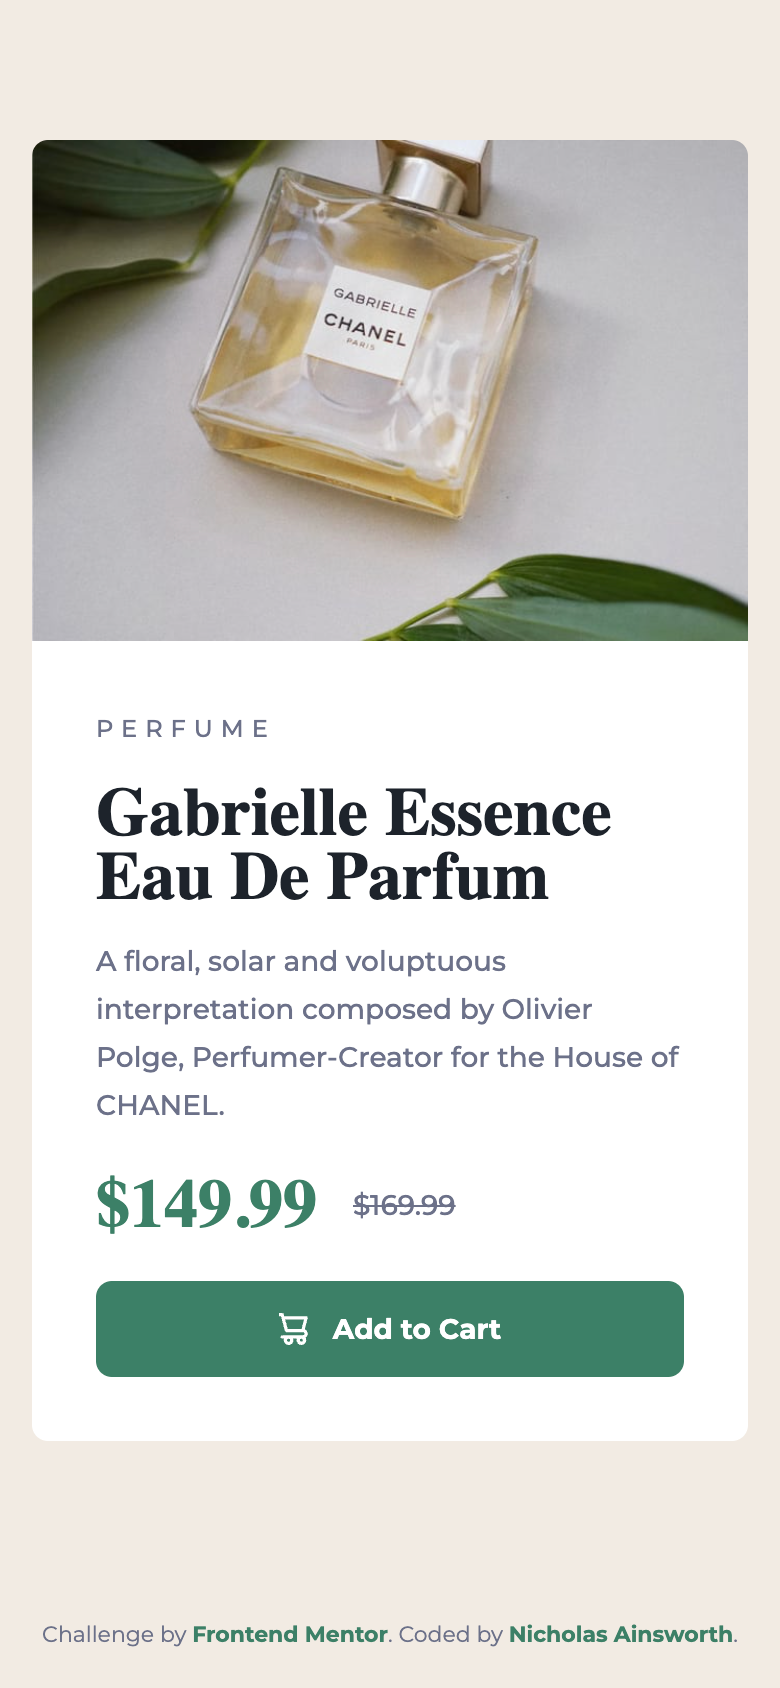 GABRIELLE
CHANEL
PARIS
PERFUME
Gabrielle Essence
Eau De Parfum
A floral, solar and voluptuous
interpretation composed by Olivier
Polge, Perfumer-Creator for the House of
CHANEL.
$149.99 $169.99
Add to Cart
Challenge by Frontend Mentor. Coded by Nicholas Ainsworth.